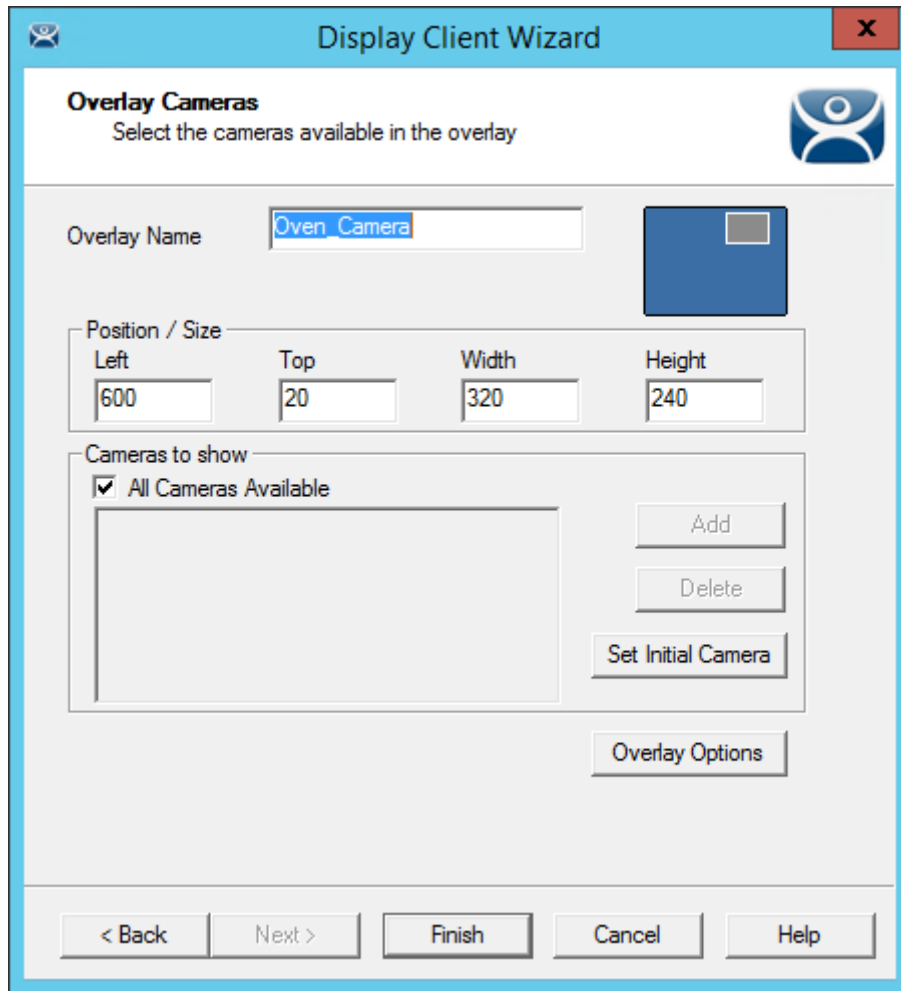 Display Client Wizard
x
Overlay Cameras
Select the cameras available in the overlay
Overlay Name
Oven_Camera
Position / Size
Left Top Width Height
600 20 320 240
Cameras to show
All Cameras Available
Add
Delete
Set Initial Camera
Overlay Options
< Back Next > Finish Cancel Help